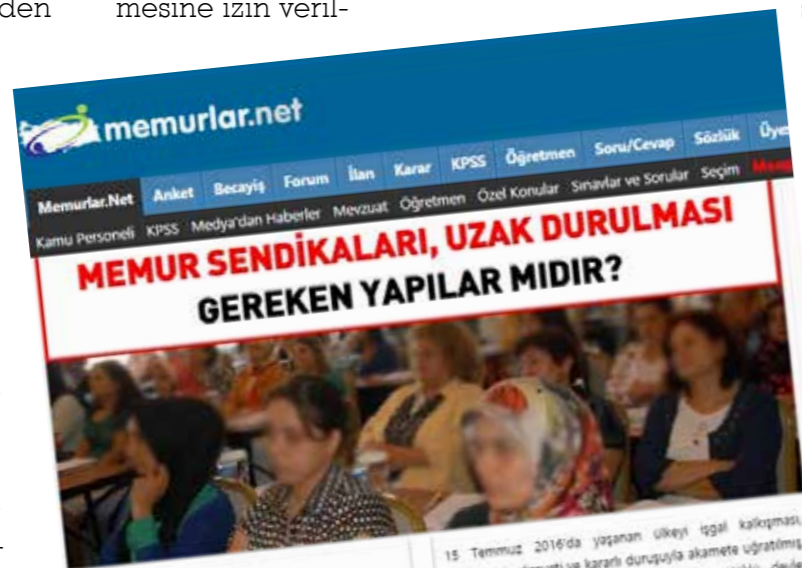 den mesine izin veril-
memurlar.net
Memurlar.Net Anket Becayiş Forum İlan Karar KPSS Öğretmen Soru/Cevap Sözlük Üye
Kamu Personeli KPSS Medya'dan Haberler Mevzuat Öğretmen Özel Konular Sınavlar ve Sorular Seçim
MEMUR SENDİKALARI, UZAK DURULMASI
GEREKEN YAPILAR MIDIR?
15 Temmuz 2016'da yaşanan ülkeyi işgal kalkışması,
ve kararlı duruşuyla akamete uğratılmış